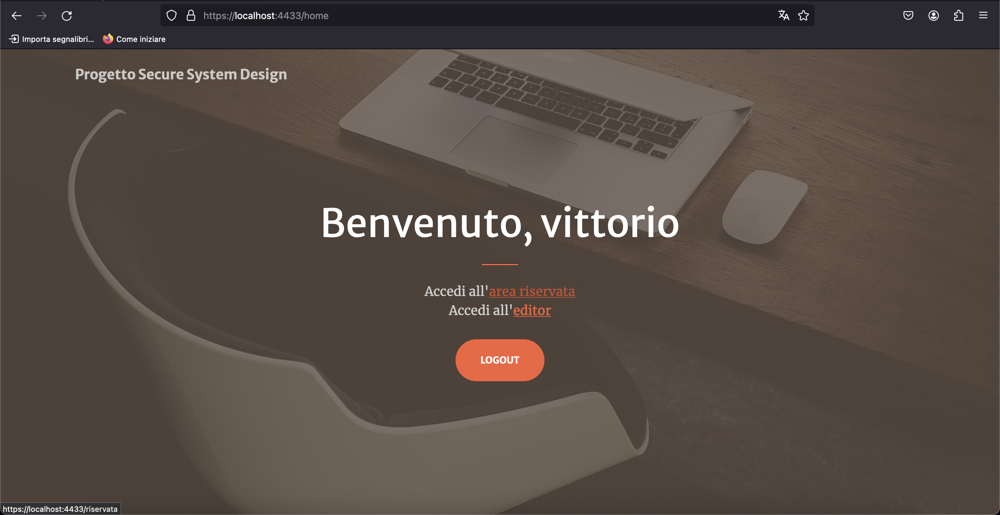 https://localhost:4433/home
Importa segnalibri... Come iniziare
Progetto Secure System Design
Benvenuto, vittorio
Accedi all'area riservata
Accedi all'editor
LOGOUT
https://localhost:4433/riservata